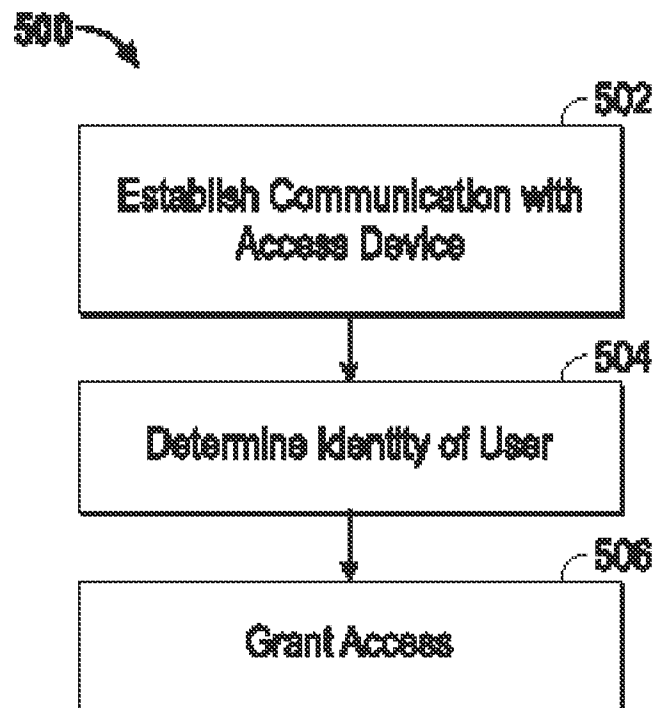 500
502
Establish Communication with
Access Device
504
Determine Identity of User
506
Grant Access